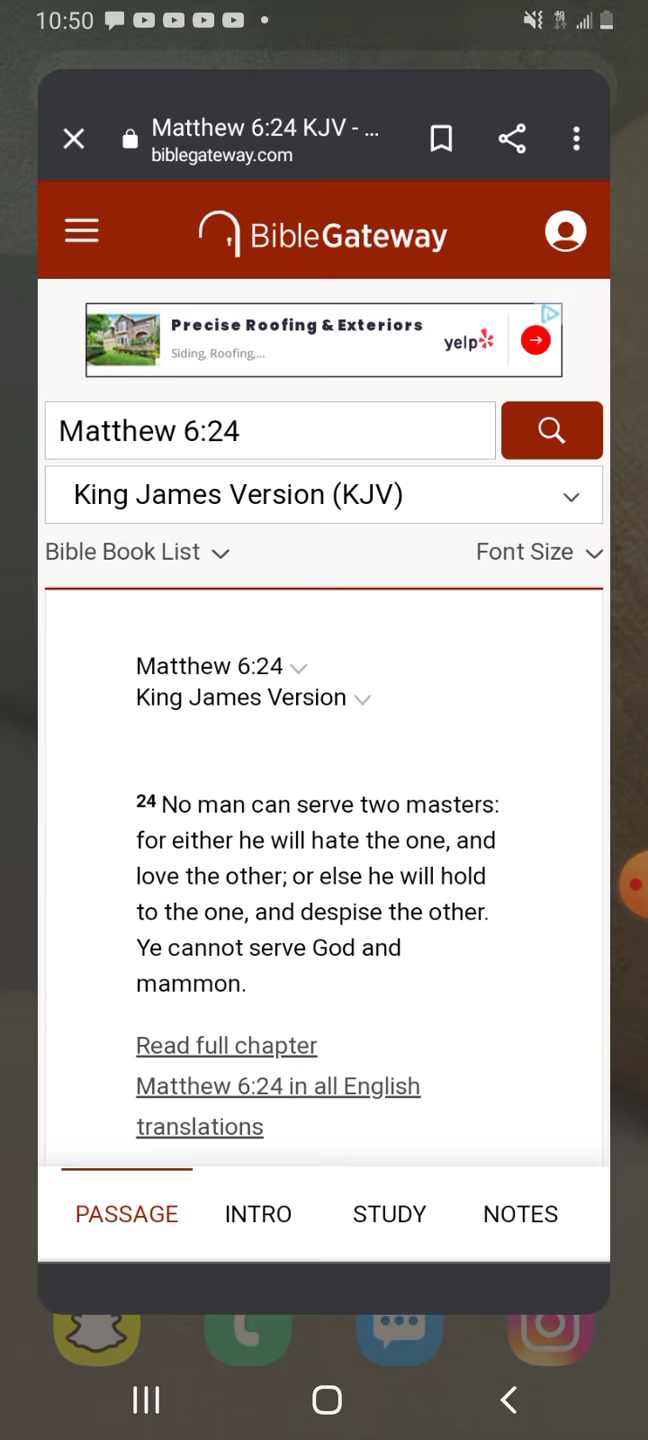 10:50
Matthew 6:24 KJV - ...
biblegateway.com
BibleGateway
Precise Roofing & Exteriors
Siding, Roofing,...
yelp
Matthew 6:24
King James Version (KJV)
Bible Book List
Font Size
Matthew 6:24
King James Version
24 No man can serve two masters:
for either he will hate the one, and
love the other; or else he will hold
to the one, and despise the other.
Ye cannot serve God and
mammon.
Read full chapter
Matthew 6:24 in all English
translations
PASSAGE INTRO STUDY NOTES